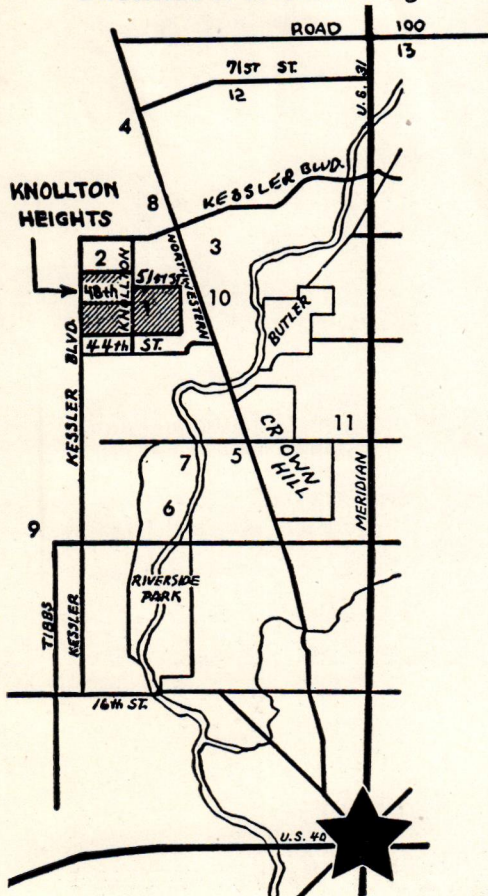 ROAD 100
13
71ST ST.
12
U.S. 31
4
KNOLLTON
HEIGHTS
8
KESSLER BLVD.
3
2
KNOLLTON
51ST ST
48th
1
NORTHWESTERN
10
BUTLER
44th ST.
KESSLER BLVD.
CROWN
HILL
11
7
5
MERIDIAN
6
9
RIVERSIDE
PARK
TIBBS
KESSLER
16th ST.
U.S. 40